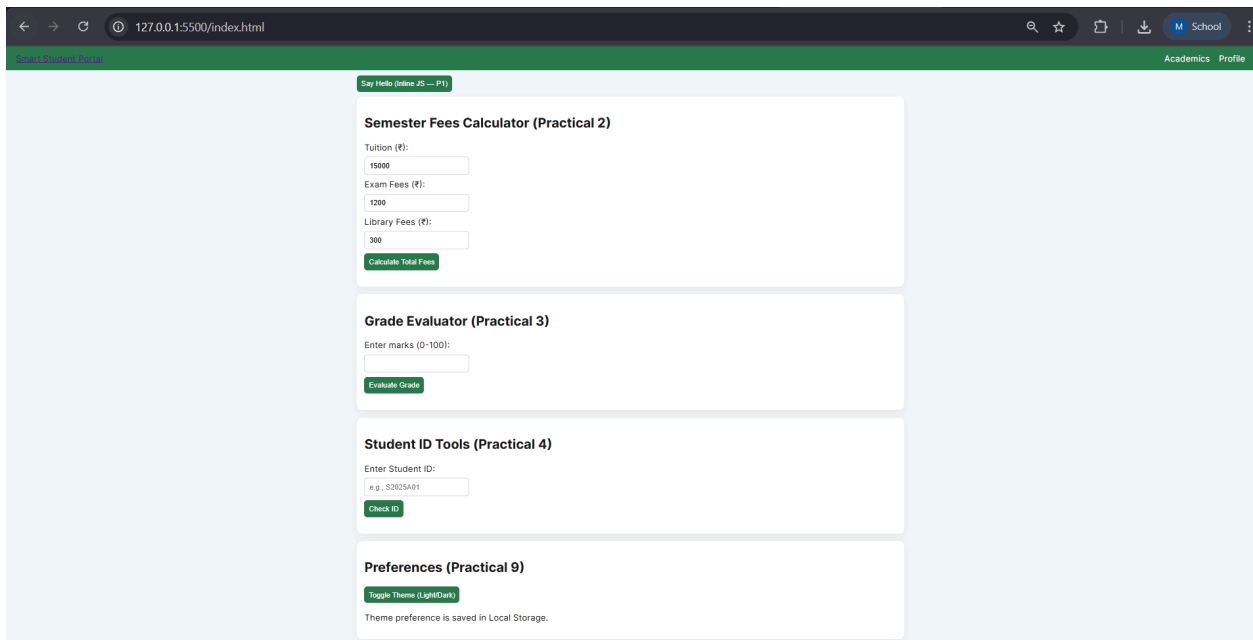 127.0.0.1:5500/index.html
M School
Smart Student Portal
Academics Profile
Say Hello (Inline JS — P1)
Semester Fees Calculator (Practical 2)
Tuition (₹):
15000
Exam Fees (₹):
1200
Library Fees (₹):
300
Calculate Total Fees
Grade Evaluator (Practical 3)
Enter marks (0-100):
Evaluate Grade
Student ID Tools (Practical 4)
Enter Student ID:
e.g., S2025A01
Check ID
Preferences (Practical 9)
Toggle Theme (Light/Dark)
Theme preference is saved in Local Storage.